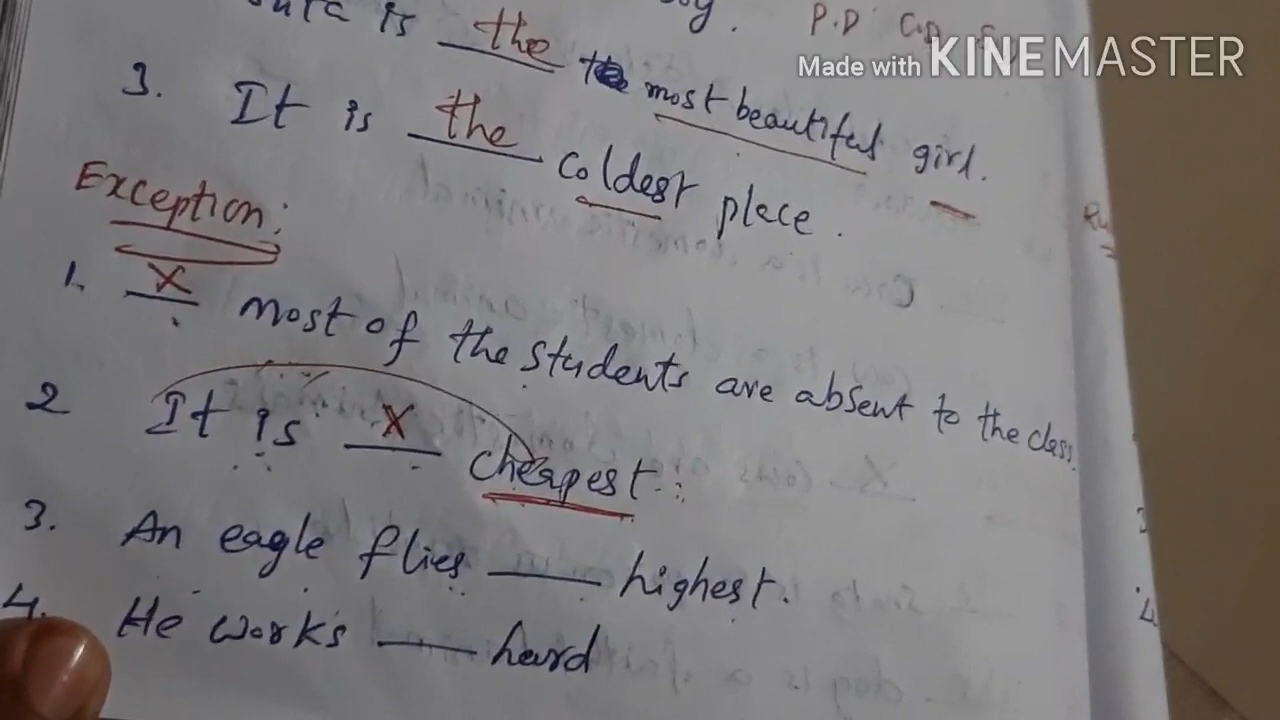 is the most beautiful girl.
P.D
Made with KINEMASTER
3. It is the coldest place.
Exception:
1. X most of the students are absent to the class.
2 It is X cheapest.
3. An eagle flies ___ highest.
4. He works ___ hard